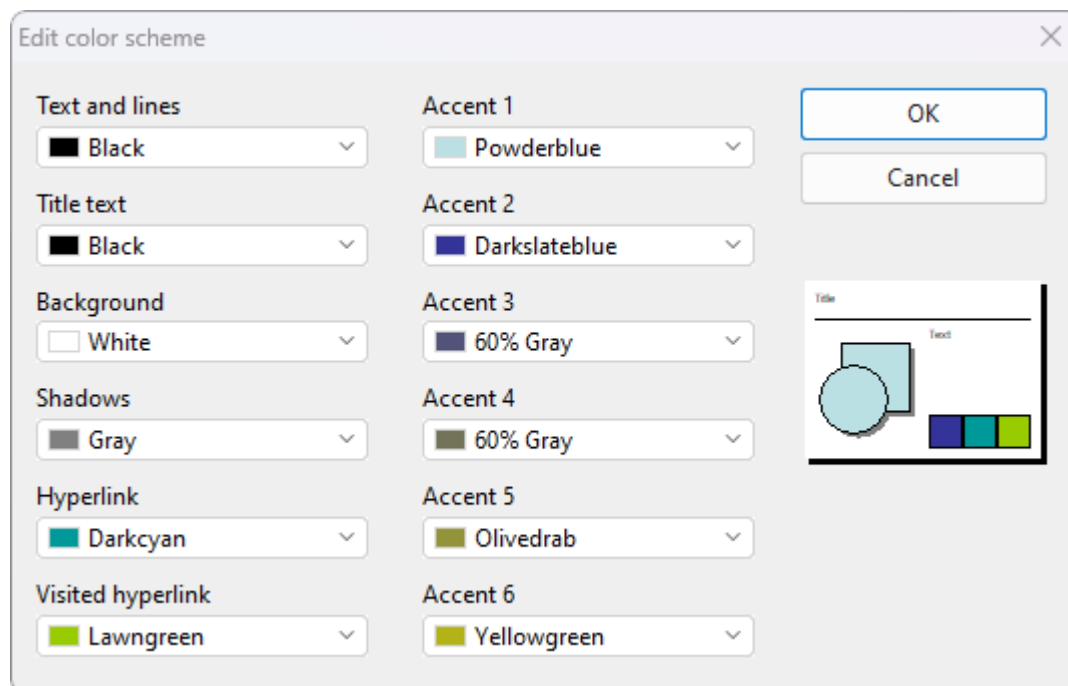 Edit color scheme
Text and lines
Black
Title text
Black
Background
White
Shadows
Gray
Hyperlink
Darkcyan
Visited hyperlink
Lawngreen
Accent 1
Powderblue
Accent 2
Darkslateblue
Accent 3
60% Gray
Accent 4
60% Gray
Accent 5
Olivedrab
Accent 6
Yellowgreen
OK
Cancel
Title
Text